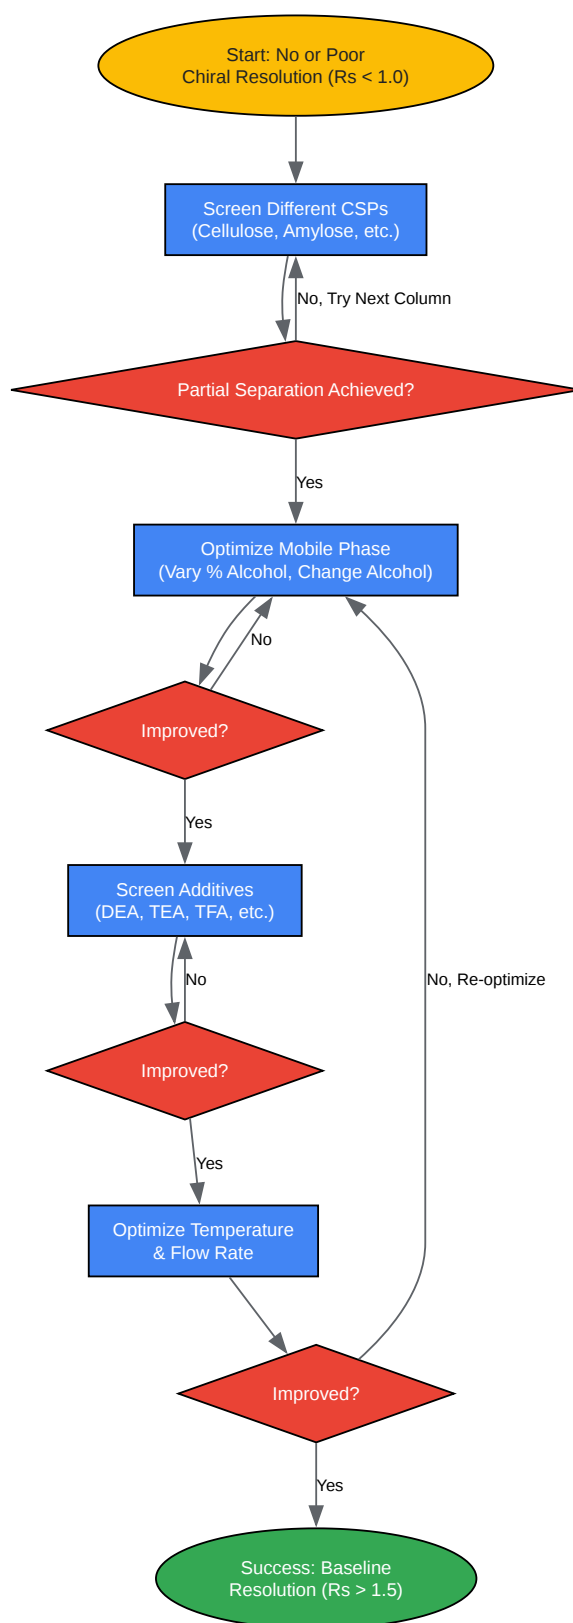 Start: No or Poor
Chiral Resolution (Rs < 1.0)
Screen Different CSPs
(Cellulose, Amylose, etc.)
No, Try Next Column
Partial Separation Achieved?
Yes
Optimize Mobile Phase
(Vary % Alcohol, Change Alcohol)
No
Improved?
Yes
Screen Additives
(DEA, TEA, TFA, etc.)
No
No, Re-optimize
Improved?
Yes
Optimize Temperature
& Flow Rate
Improved?
Yes
Success: Baseline
Resolution (Rs > 1.5)